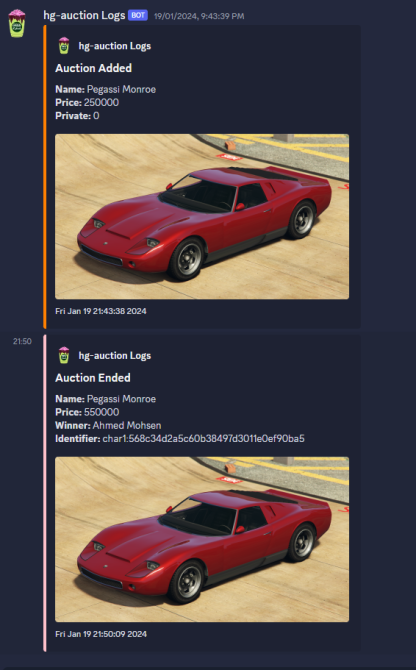 hg-auction Logs BOT 19/01/2024, 9:43:39 PM
hg-auction Logs
Auction Added
Name: Pegassi Monroe
Price: 250000
Private: 0
Fri Jan 19 21:43:38 2024
21:50
hg-auction Logs
Auction Ended
Name: Pegassi Monroe
Price: 550000
Winner: Ahmed Mohsen
Identifier: char1:568c34d2a5c60b38497d3011e0ef90ba5
Fri Jan 19 21:50:09 2024